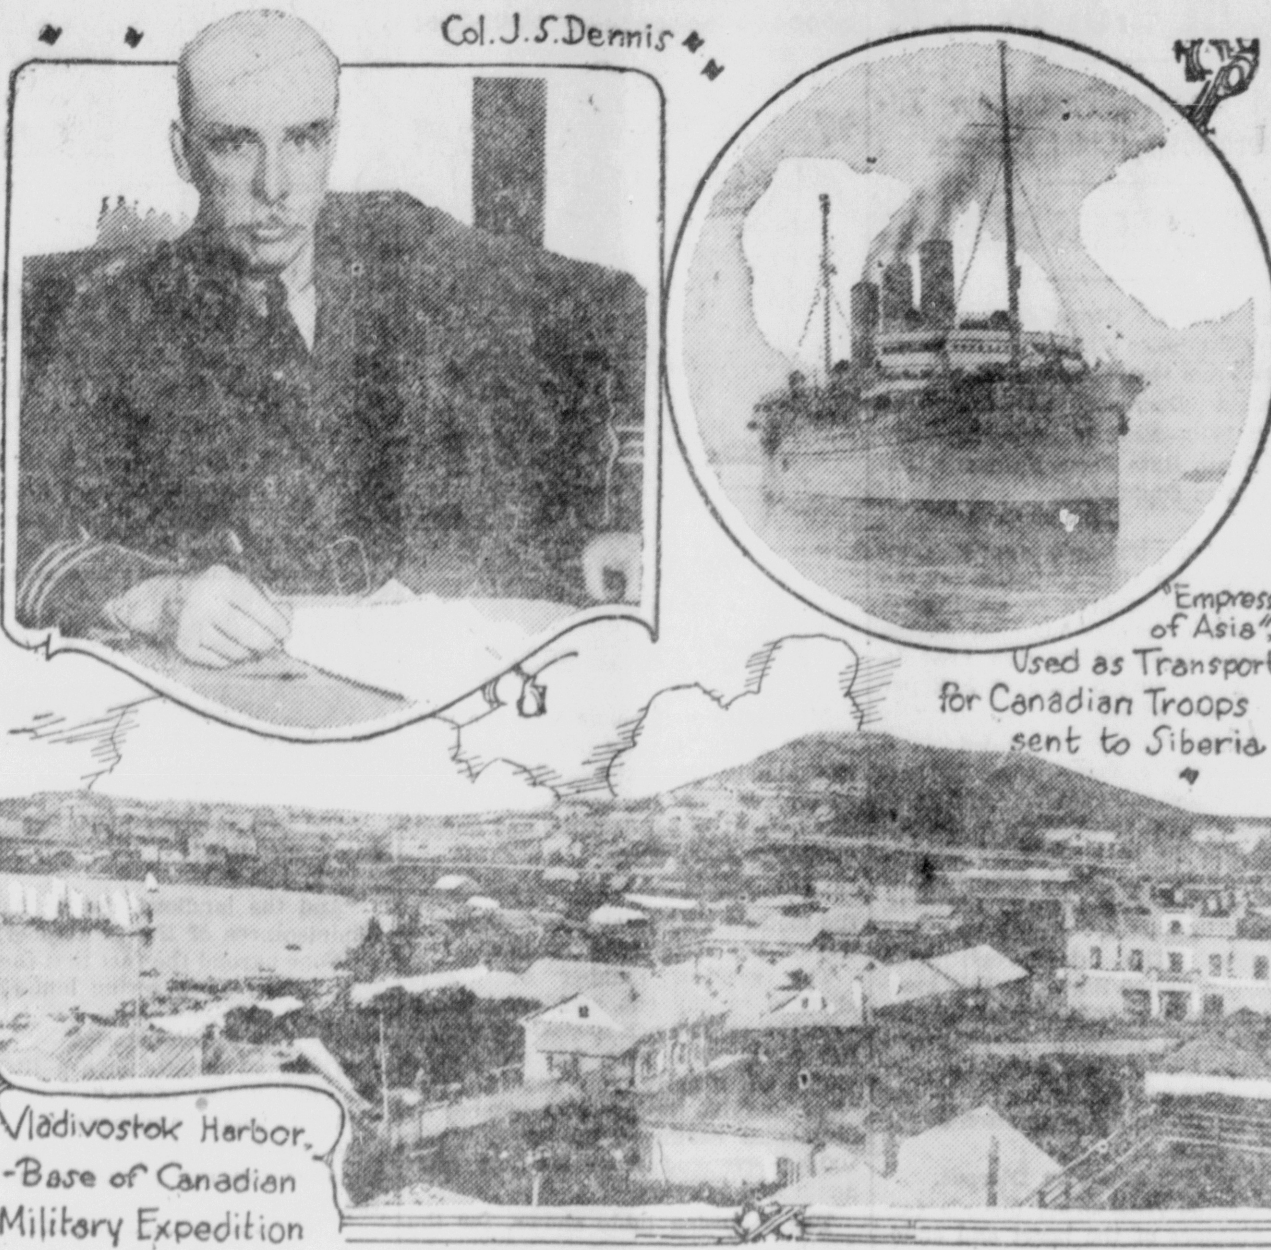 Col. J. S. Dennis
"Empress
of Asia",
Used as Transport
for Canadian Troops
sent to Siberia
Vladivostok Harbor,
-Base of Canadian
Military Expedition